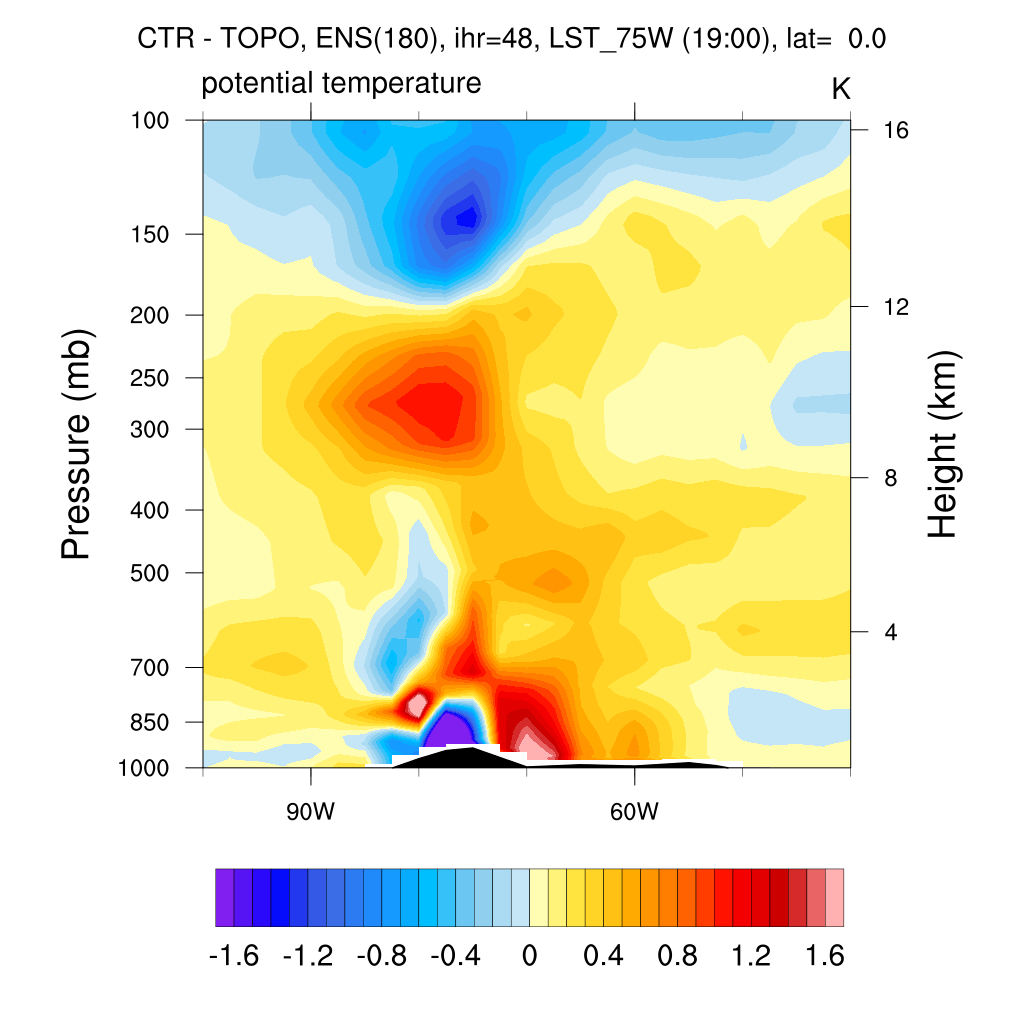 CTR - TOPO, ENS(180), ihr=48, LST_75W (19:00), lat=  0.0
potential temperature K
100
150
200
250
300
400
500
700
850
1000
Pressure (mb)
16
12
8
4
Height (km)
90W 60W
-1.6 -1.2 -0.8 -0.4 0 0.4 0.8 1.2 1.6